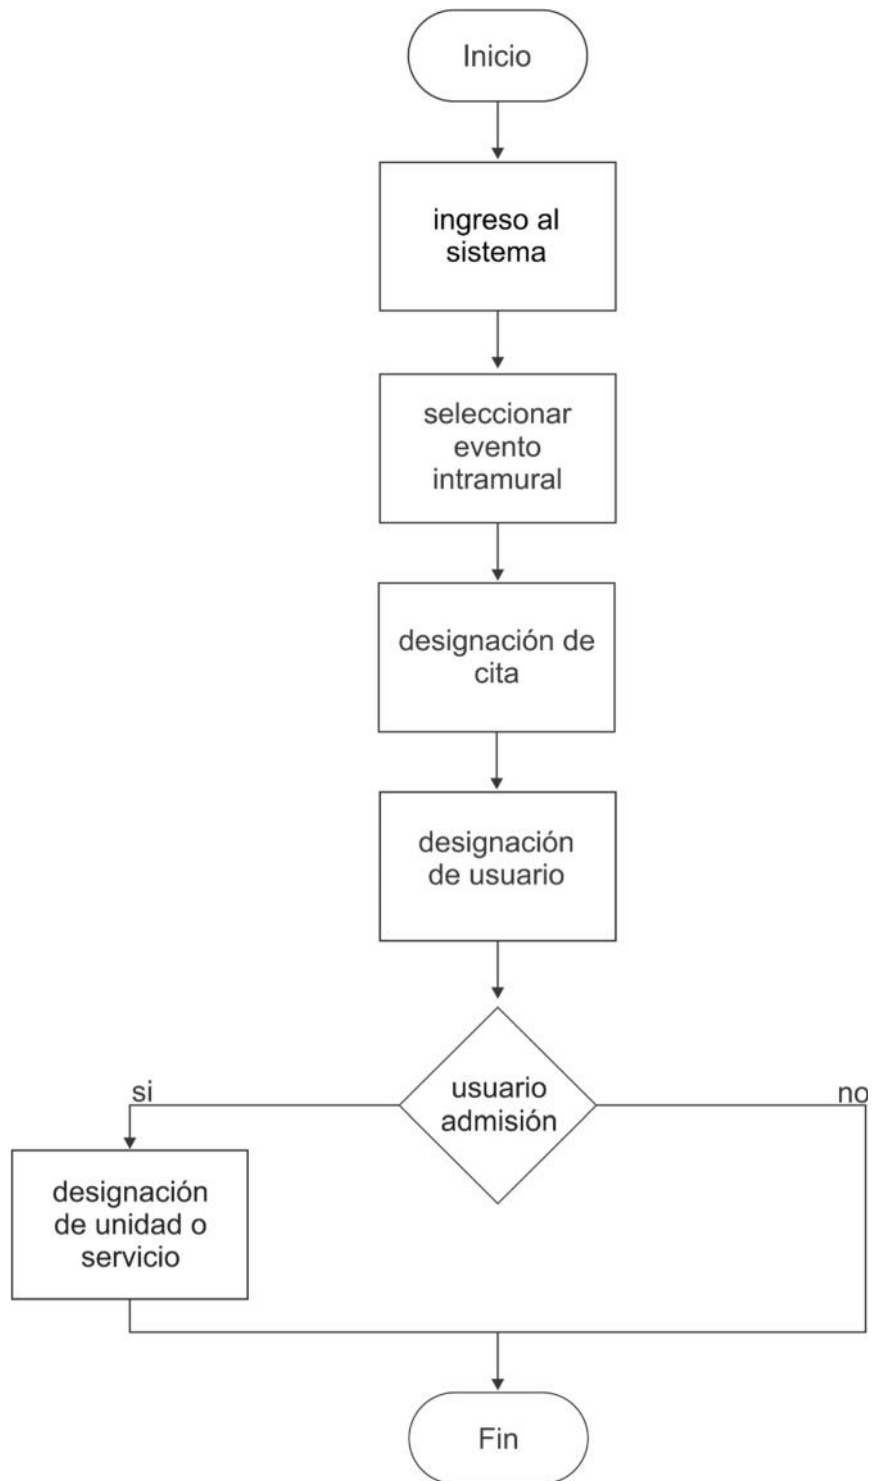 Inicio
ingreso al
sistema
seleccionar
evento
intramural
designación de
cita
designación
de usuario
usuario
admisión
si
no
designación
de unidad o
servicio
Fin